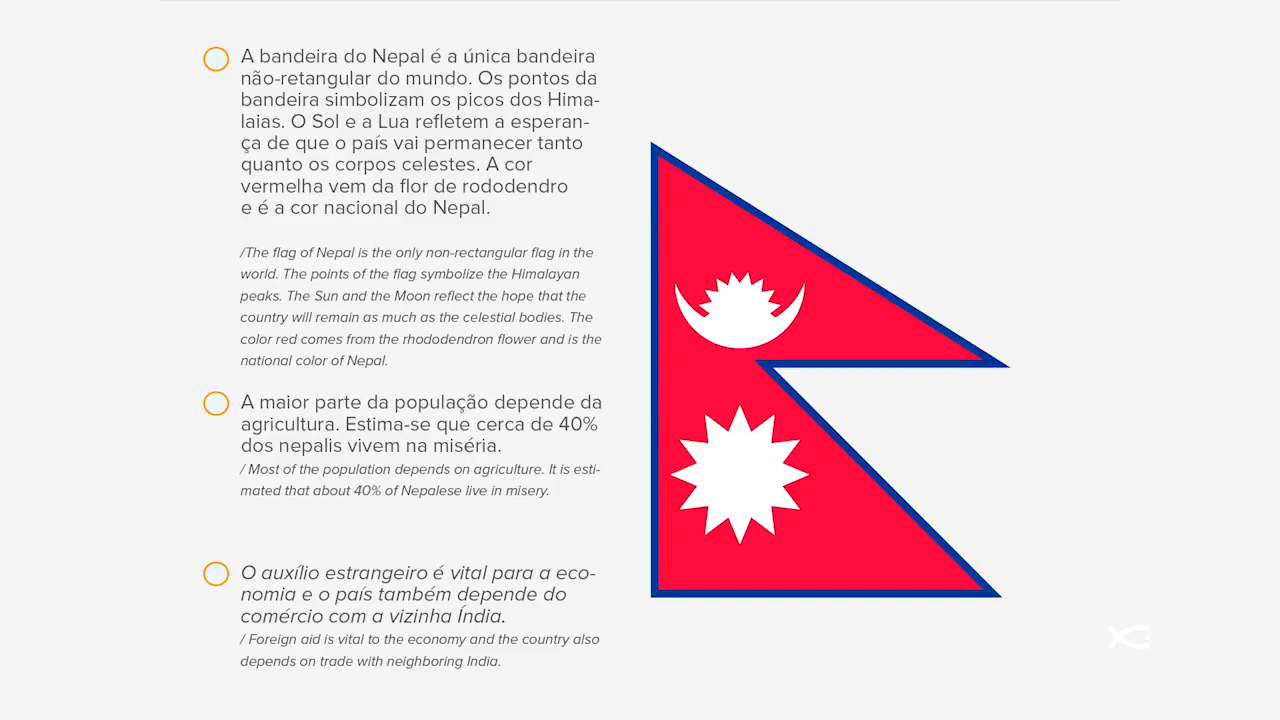 A bandeira do Nepal é a única bandeira
não-retangular do mundo. Os pontos da
bandeira simbolizam os picos dos Hima-
laias. O Sol e a Lua refletem a esperan-
ça de que o país vai permanecer tanto
quanto os corpos celestes. A cor
vermelha vem da flor de rododendro
e é a cor nacional do Nepal.
/The flag of Nepal is the only non-rectangular flag in the
world. The points of the flag symbolize the Himalayan
peaks. The Sun and the Moon reflect the hope that the
country will remain as much as the celestial bodies. The
color red comes from the rhododendron flower and is the
national color of Nepal.
A maior parte da população depende da
agricultura. Estima-se que cerca de 40%
dos nepalis vivem na miséria.
/ Most of the population depends on agriculture. It is esti-
mated that about 40% of Nepalese live in misery.
O auxílio estrangeiro é vital para a eco-
nomia e o país também depende do
comércio com a vizinha Índia.
/ Foreign aid is vital to the economy and the country also
depends on trade with neighboring India.